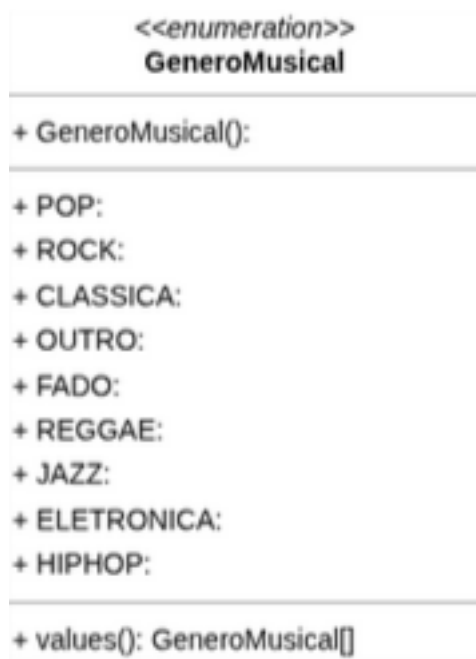 <<enumeration>>
GeneroMusical
+ GeneroMusical():
+ POP:
+ ROCK:
+ CLASSICA:
+ OUTRO:
+ FADO:
+ REGGAE:
+ JAZZ:
+ ELETRONICA:
+ HIPHOP:
+ values(): GeneroMusical[]